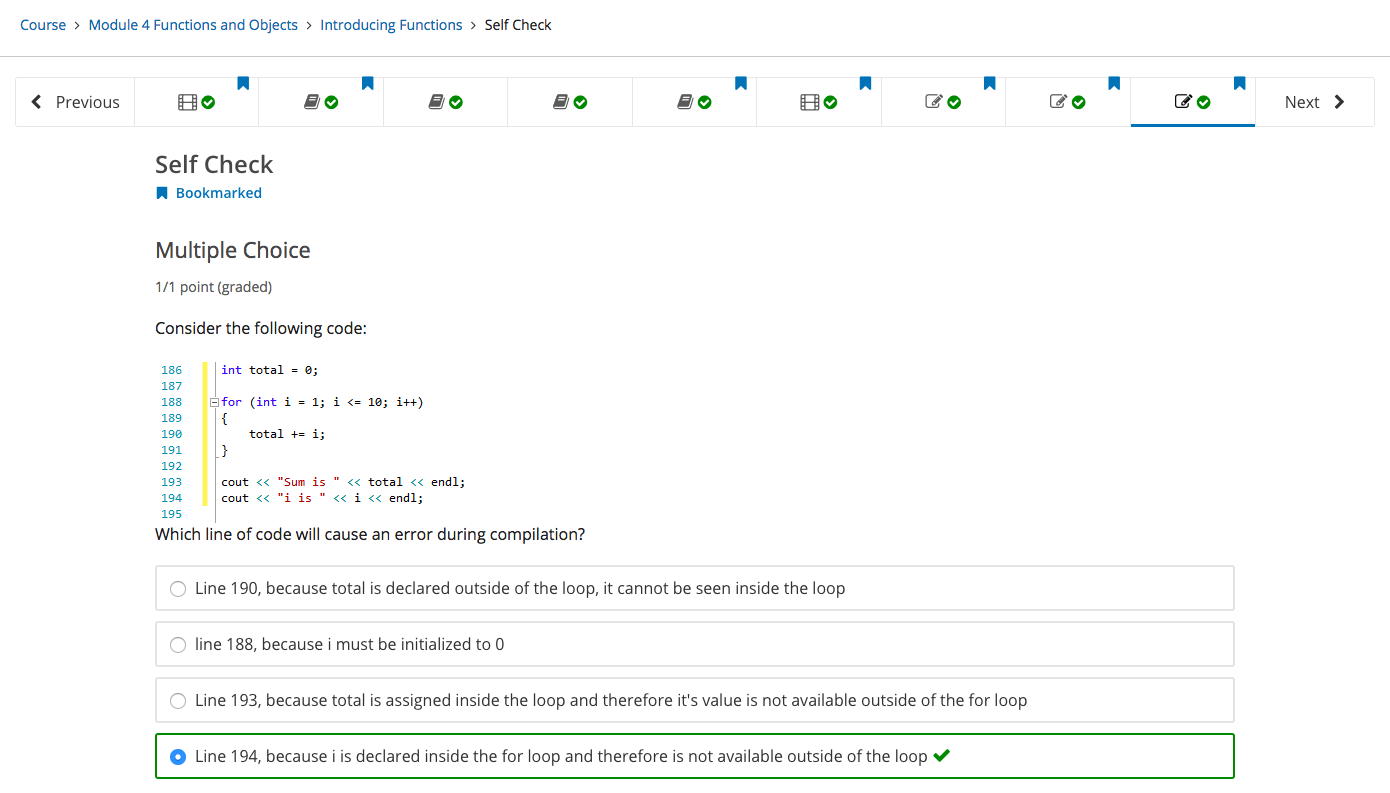 Course > Module 4 Functions and Objects > Introducing Functions > Self Check
Previous
Next
Self Check
Bookmarked
Multiple Choice
1/1 point (graded)
Consider the following code:
186 int total = 0;
187
188 for (int i = 1; i <= 10; i++)
189 {
190 total += i;
191 }
192
193 cout << "Sum is " << total << endl;
194 cout << "i is " << i << endl;
195
Which line of code will cause an error during compilation?
Line 190, because total is declared outside of the loop, it cannot be seen inside the loop
line 188, because i must be initialized to 0
Line 193, because total is assigned inside the loop and therefore it's value is not available outside of the for loop
Line 194, because i is declared inside the for loop and therefore is not available outside of the loop